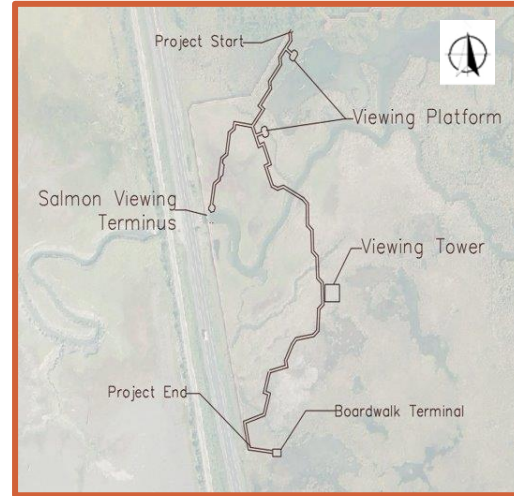 Project Start
Viewing Platform
Salmon Viewing
Terminus
Viewing Tower
Project End
Boardwalk Terminal